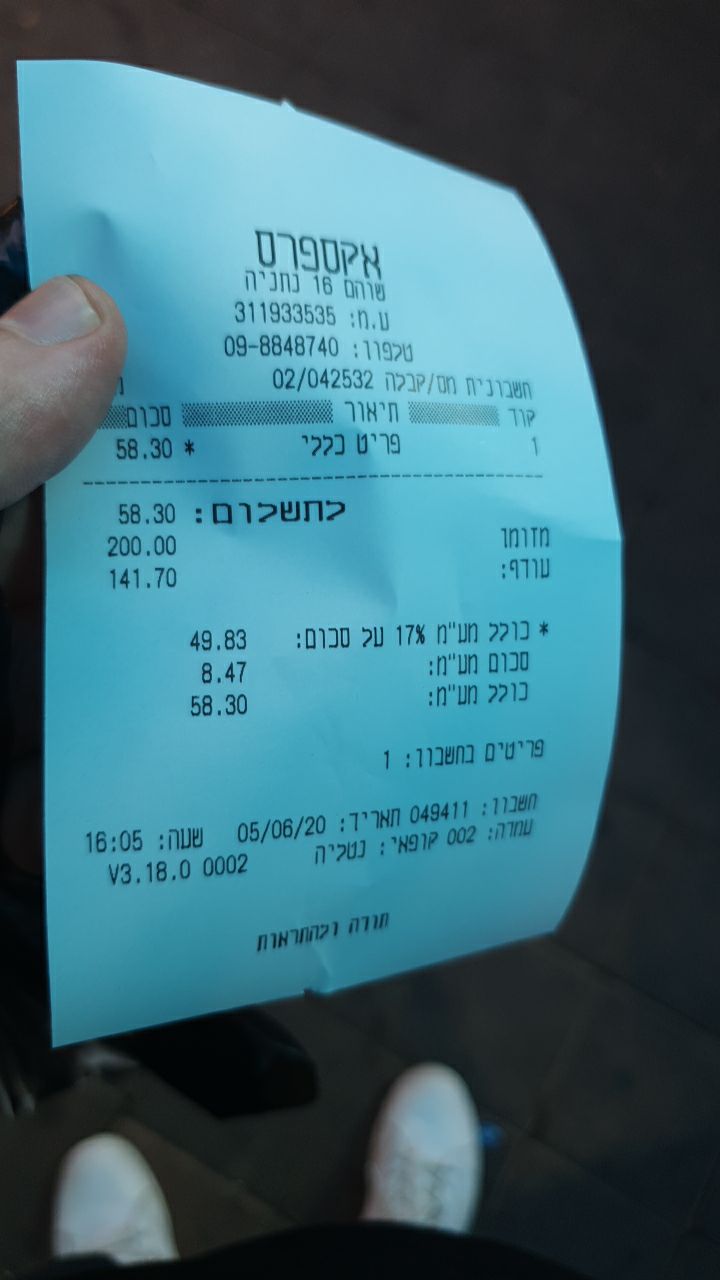 אקספרס
שוהם 16 נתניה
ע.מ: 311933535
טלפון: 09-8848740
חשבונית מס/קבלה 02/042532
קוד תיאור סכום
1 פריט כללי * 58.30
לתשלום: 58.30
מזומן 200.00
עודף: 141.70
* כולל מע"מ 17% על סכום: 49.83
סכום מע"מ: 8.47
כולל מע"מ: 58.30
פריטים בחשבון: 1
חשבון: 049411 תאריך: 05/06/20 שעה: 16:05
עמדה: 002 קופאי: נטליה V3.18.0 0002
תודה ולהתראות